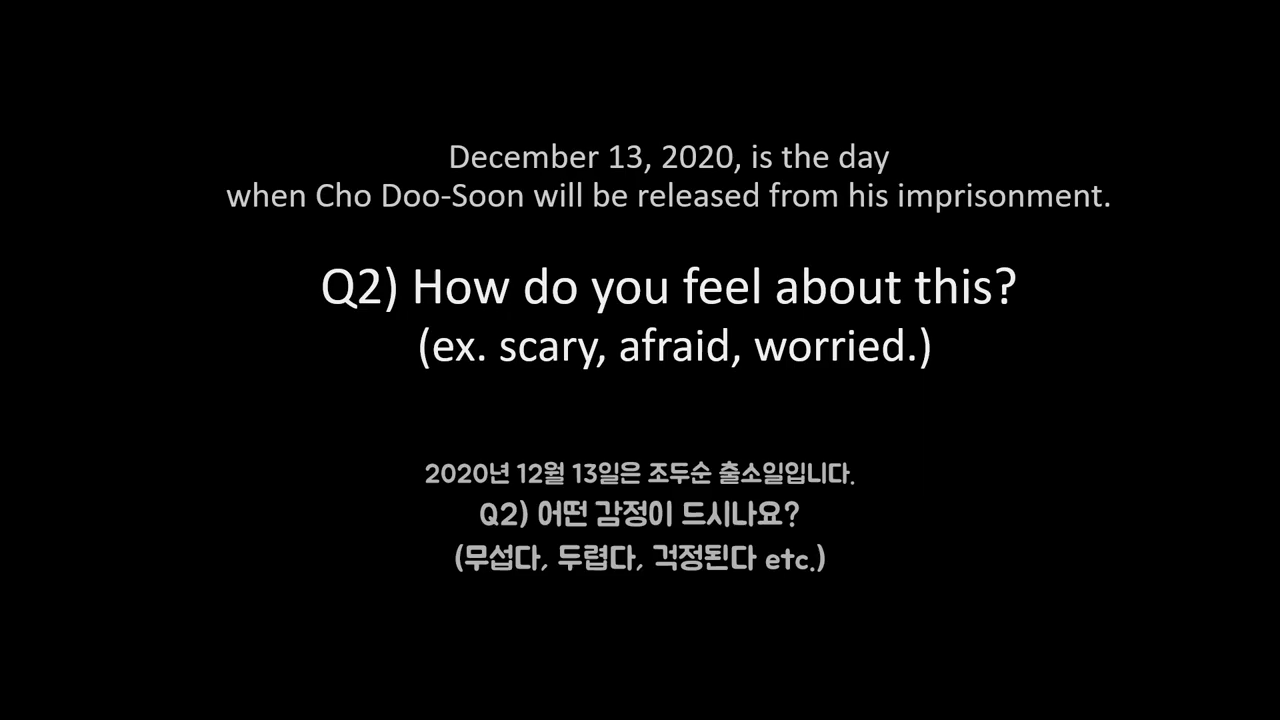 December 13, 2020, is the day
when Cho Doo-Soon will be released from his imprisonment.
Q2) How do you feel about this?
(ex. scary, afraid, worried.)
2020년 12월 13일은 조두순 출소일입니다.
Q2) 어떤 감정이 드시나요?
(무섭다, 두렵다, 걱정된다 etc.)